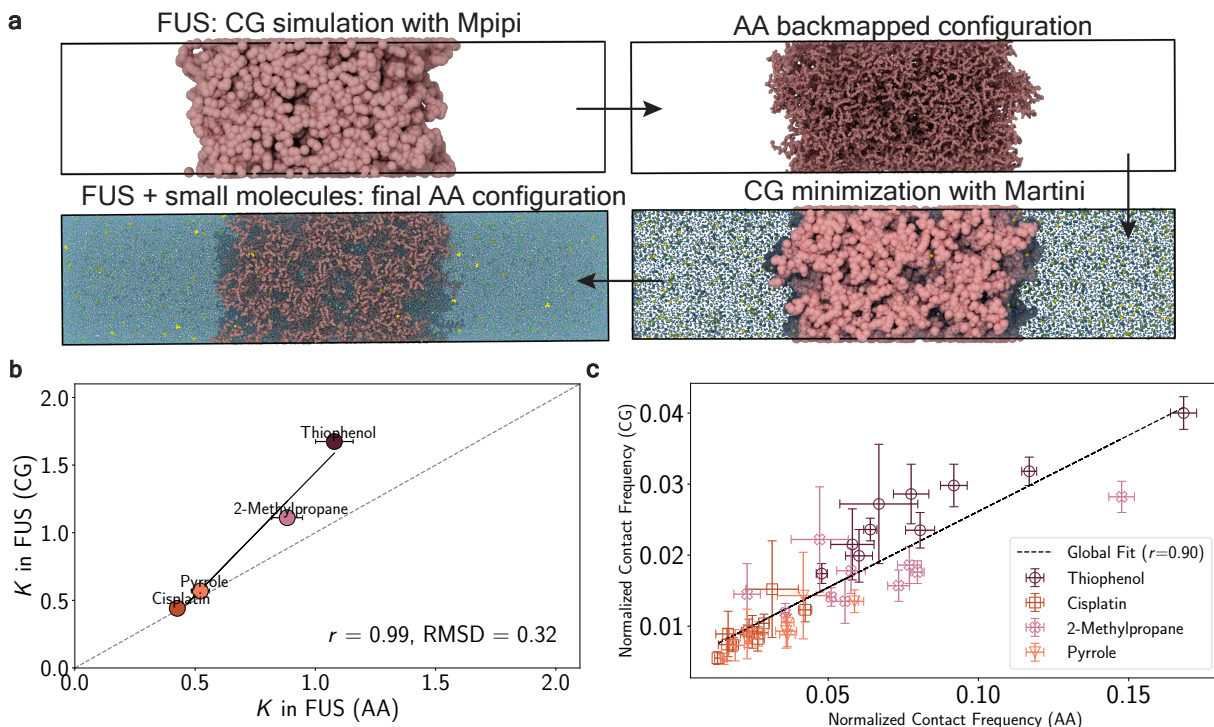 a
FUS: CG simulation with Mpipi
AA backmapped configuration
FUS + small molecules: final AA configuration
CG minimization with Martini
b
2.0
1.5
1.0
0.5
0.0
K in FUS (CG)
Thiophenol
2-Methylpropane
Pyrrole
Cisplatin
r = 0.99, RMSD = 0.32
0.0 0.5 1.0 1.5 2.0
K in FUS (AA)
c
0.04
0.03
0.02
0.01
Normalized Contact Frequency (CG)
Global Fit (r=0.90)
Thiophenol
Cisplatin
2-Methylpropane
Pyrrole
0.05 0.10 0.15
Normalized Contact Frequency (AA)